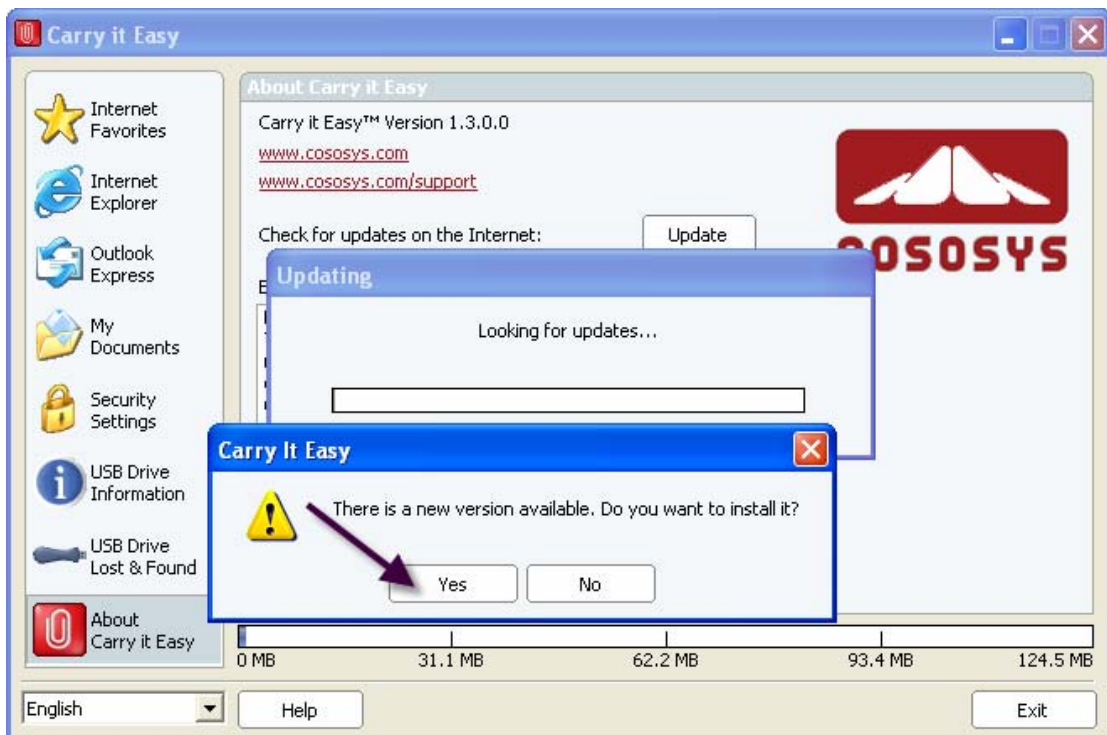 Carry it Easy
Internet
Favorites
Internet
Explorer
Outlook
Express
My
Documents
Security
Settings
USB Drive
Information
USB Drive
Lost & Found
About
Carry it Easy
About Carry it Easy
Carry it Easy™ Version 1.3.0.0
www.cososys.com
www.cososys.com/support
Check for updates on the Internet:
Update
COSOSYS
Updating
Looking for updates...
Carry It Easy
There is a new version available. Do you want to install it?
Yes
No
0 MB
31.1 MB
62.2 MB
93.4 MB
124.5 MB
English
Help
Exit